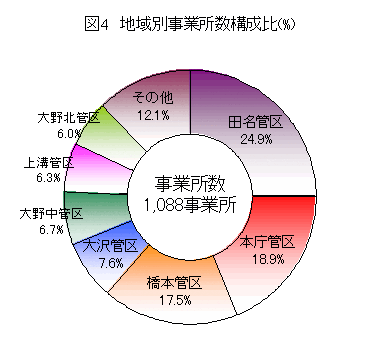 図4 地域別事業所数構成比(%)
その他
12.1%
田名管区
24.9%
大野北管区
6.0%
上溝管区
6.3%
事業所数
1,088事業所
大野中管区
6.7%
大沢管区
7.6%
本庁管区
18.9%
橋本管区
17.5%